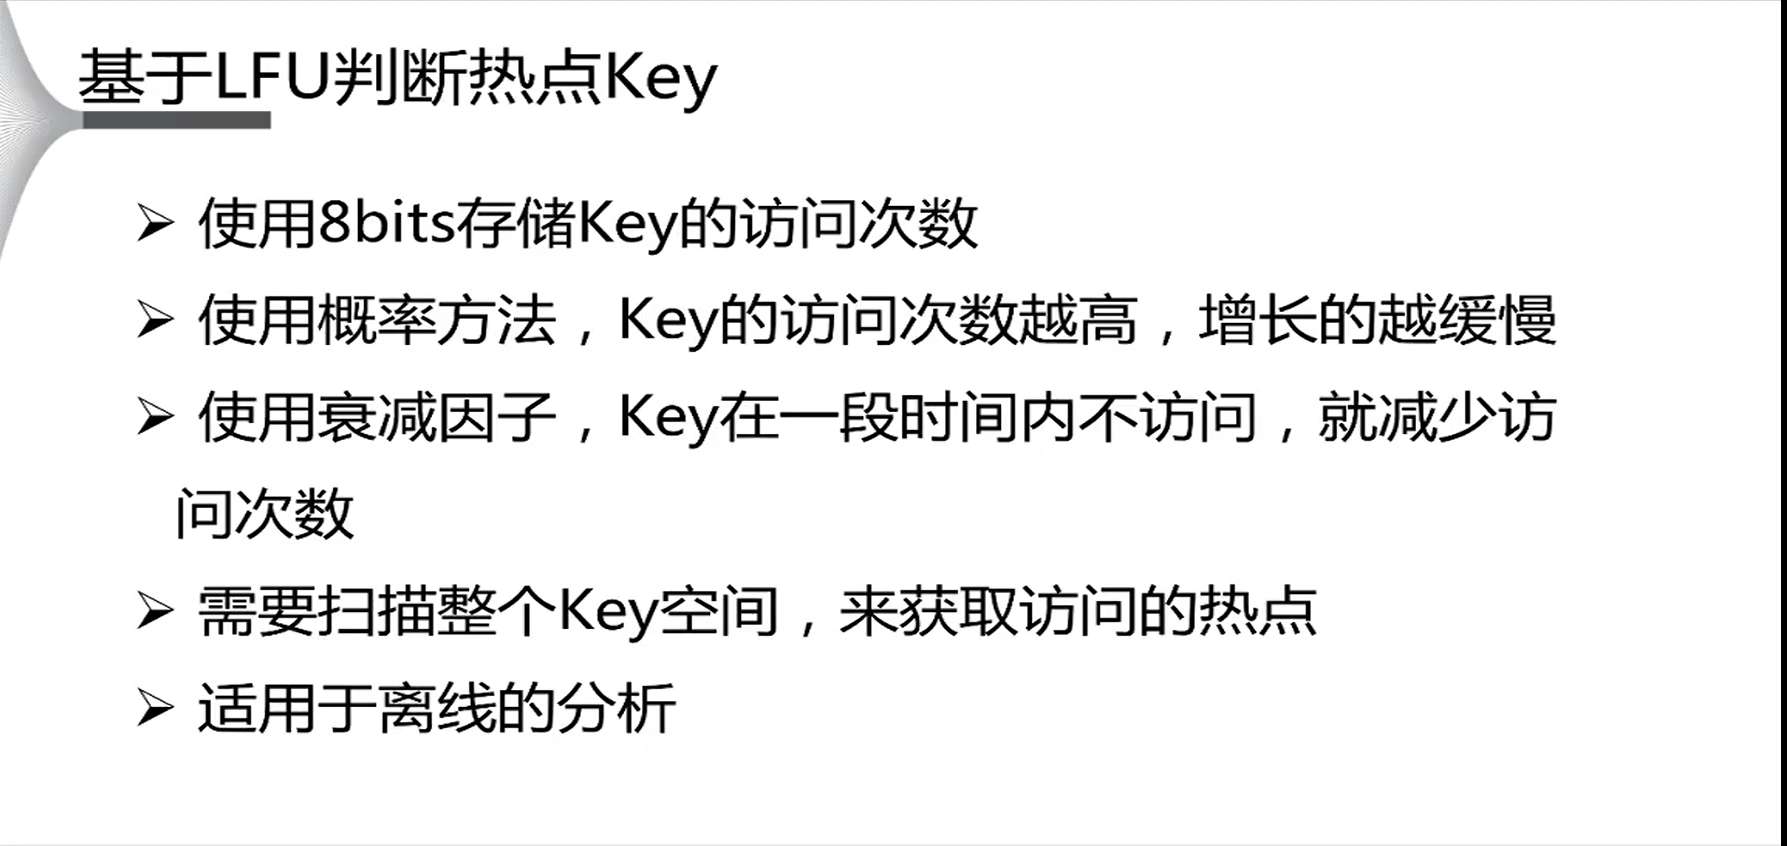 基于LFU判断热点Key
使用8bits存储Key的访问次数
使用概率方法，Key的访问次数越高，增长的越缓慢
使用衰减因子，Key在一段时间内不访问，就减少访
问次数
需要扫描整个Key空间，来获取访问的热点
适用于离线的分析